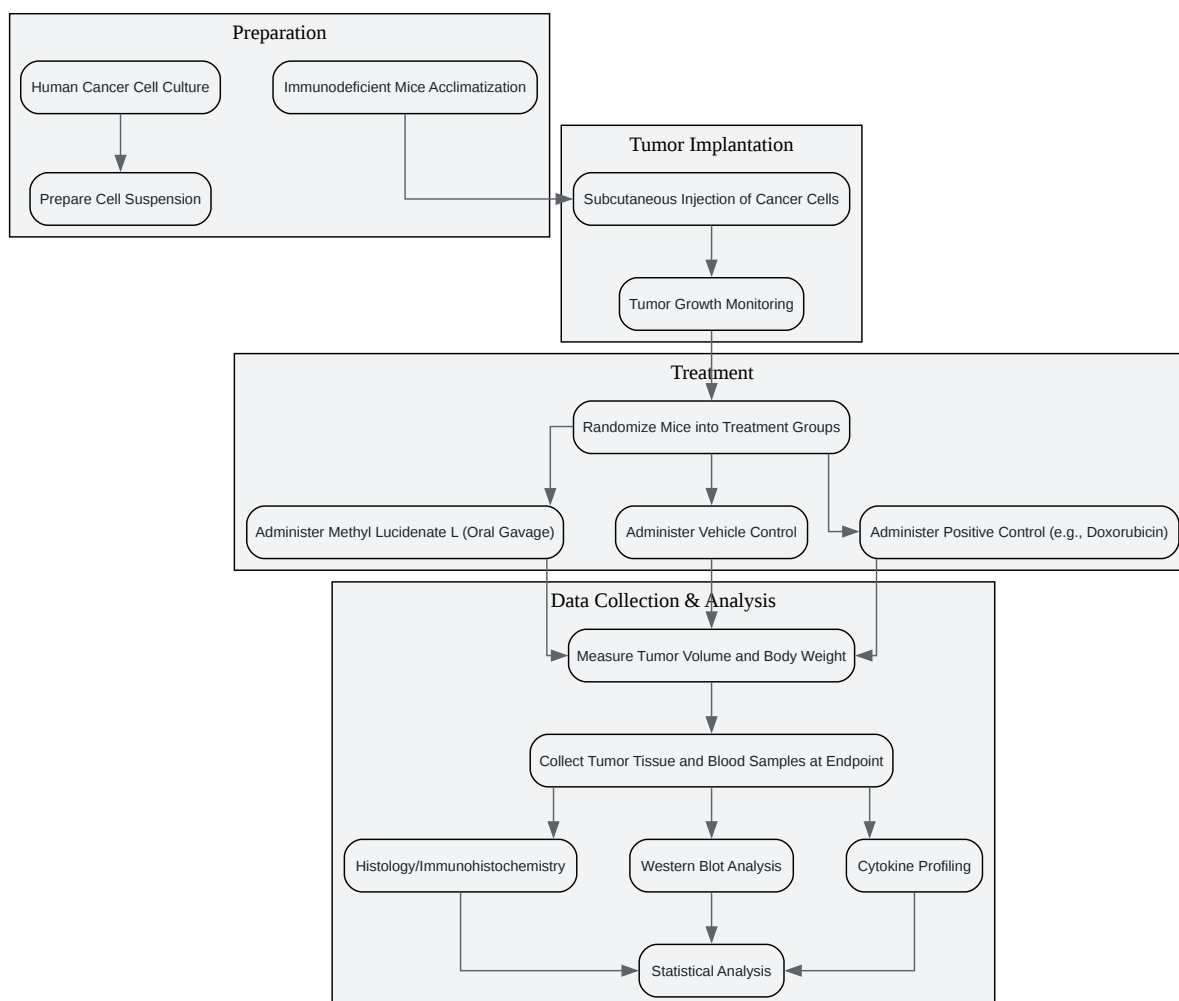 Preparation
Human Cancer Cell Culture
Immunodeficient Mice Acclimatization
Prepare Cell Suspension
Tumor Implantation
Subcutaneous Injection of Cancer Cells
Tumor Growth Monitoring
Treatment
Randomize Mice into Treatment Groups
Administer Methyl Lucidenate L (Oral Gavage)
Administer Vehicle Control
Administer Positive Control (e.g., Doxorubicin)
Data Collection & Analysis
Measure Tumor Volume and Body Weight
Collect Tumor Tissue and Blood Samples at Endpoint
Histology/Immunohistochemistry
Western Blot Analysis
Cytokine Profiling
Statistical Analysis